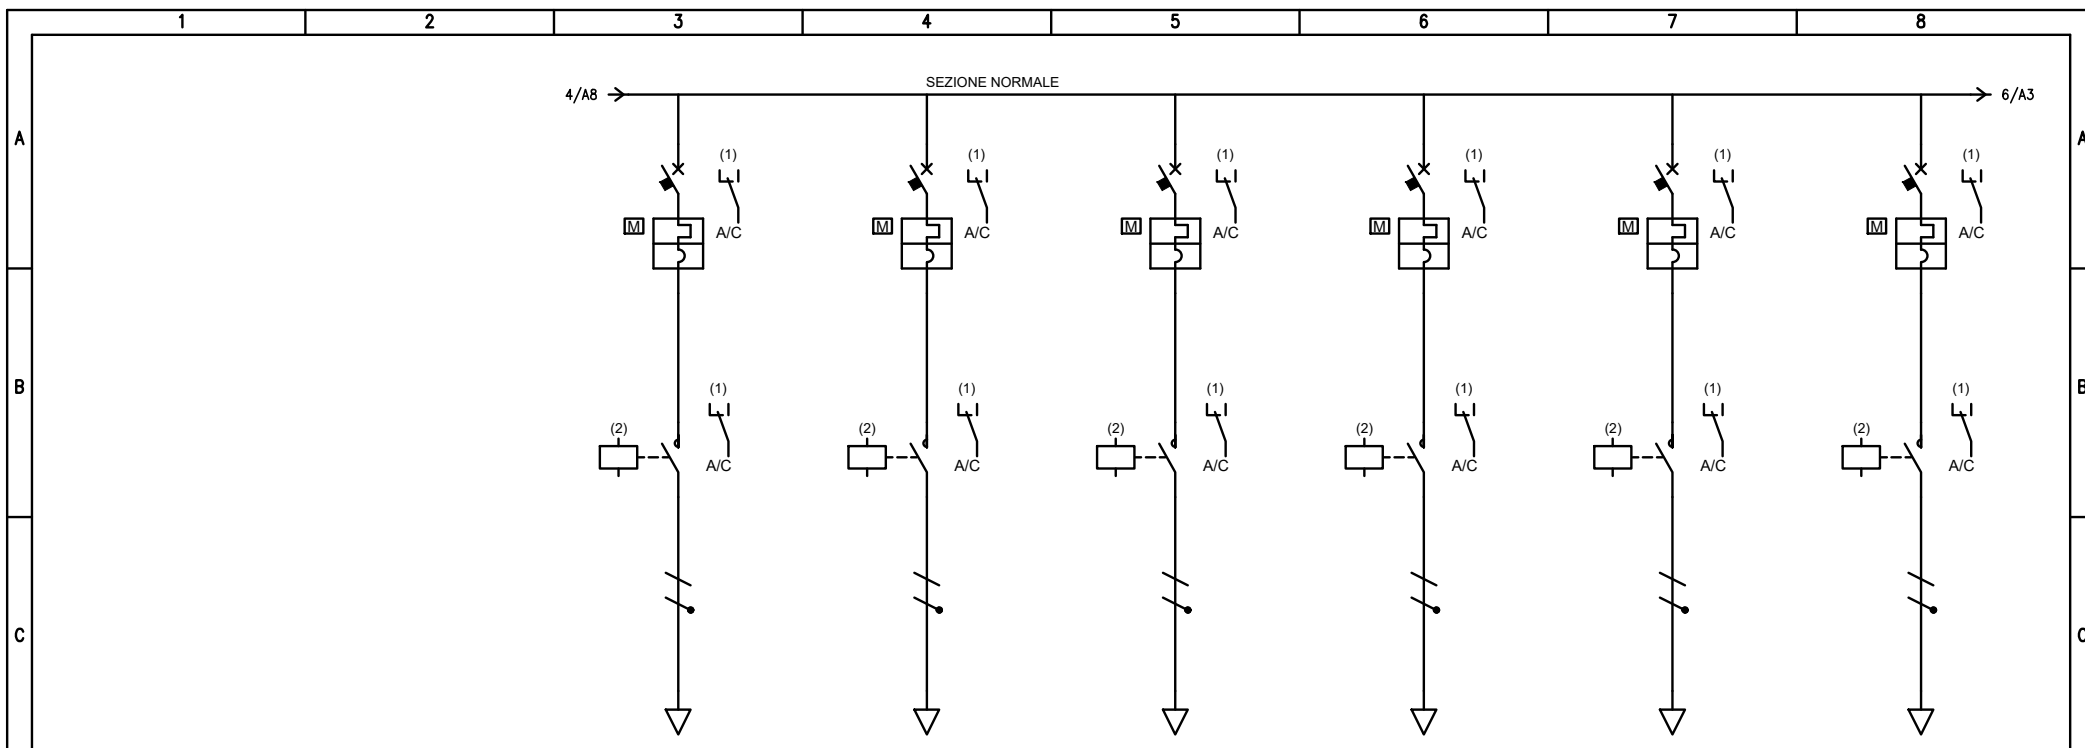 1 2 3 4 5 6 7 8
SEZIONE NORMALE
4/A8 6/A3
A A
(1) (1) (1) (1) (1) (1)
M A/C M A/C M A/C M A/C M A/C M A/C
B B
(1) (1) (1) (1) (1) (1)
(2) (2) (2) (2) (2) (2)
A/C A/C A/C A/C A/C A/C
C C